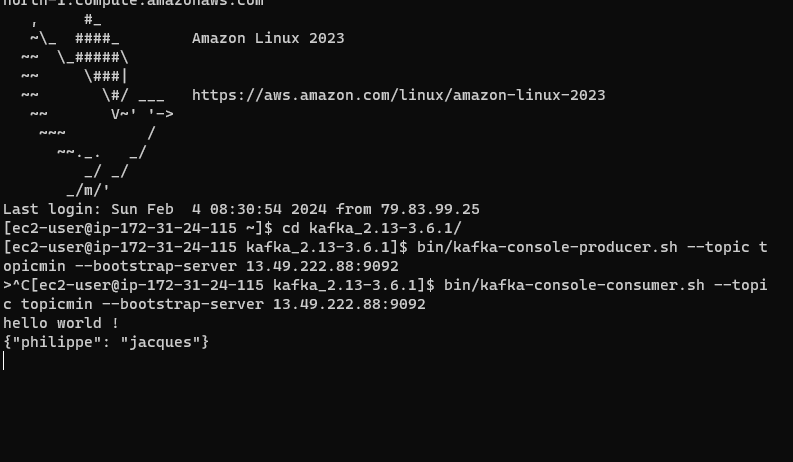 north-1.compute.amazonaws.com
   ,     #_
   ~\_  ####_        Amazon Linux 2023
  ~~  \_#####\
  ~~     \###|
  ~~       \#/ ___   https://aws.amazon.com/linux/amazon-linux-2023
   ~~       V~' '->
    ~~~         /
      ~~._.   _/
         _/ _/
       _/m/'
Last login: Sun Feb  4 08:30:54 2024 from 79.83.99.25
[ec2-user@ip-172-31-24-115 ~]$ cd kafka_2.13-3.6.1/
[ec2-user@ip-172-31-24-115 kafka_2.13-3.6.1]$ bin/kafka-console-producer.sh --topic t
opicmin --bootstrap-server 13.49.222.88:9092
>^C[ec2-user@ip-172-31-24-115 kafka_2.13-3.6.1]$ bin/kafka-console-consumer.sh --topi
c topicmin --bootstrap-server 13.49.222.88:9092
hello world !
{"philippe": "jacques"}